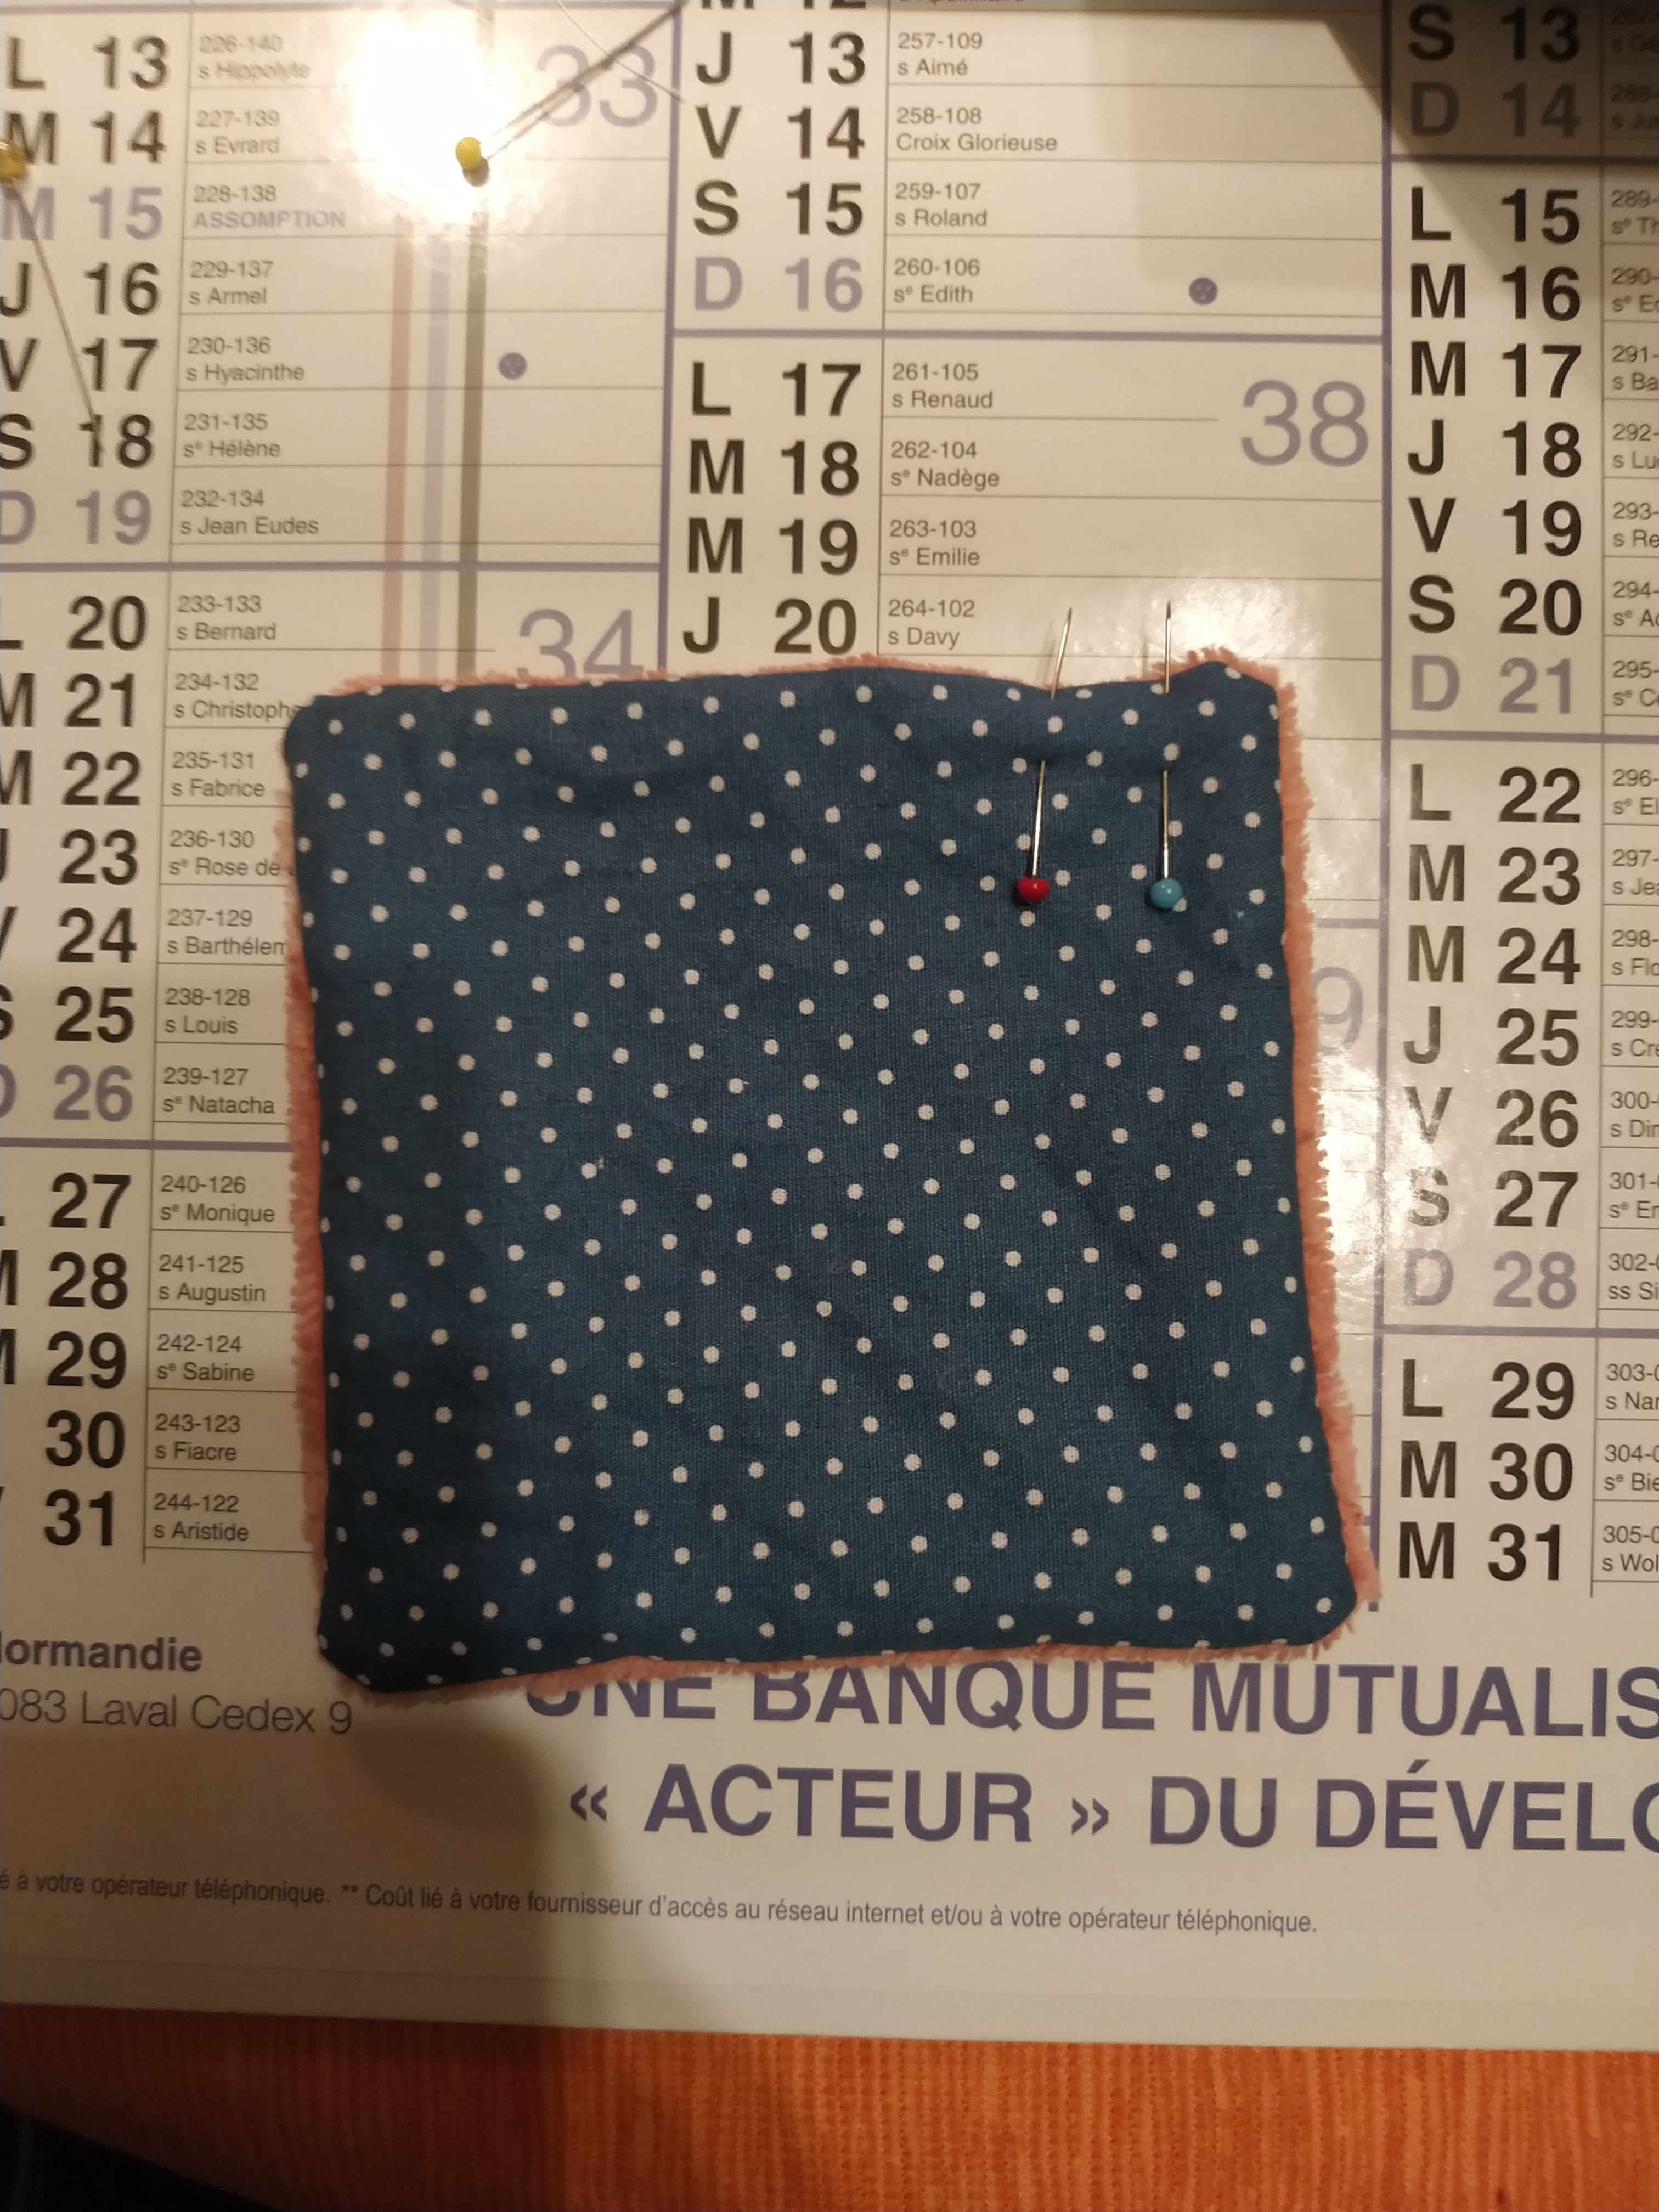 L 13 226-140
s Hippolyte
33
M 14 227-139
s Evrard
M 15 228-138
ASSOMPTION
J 16 229-137
s Armel
V 17 230-136
s Hyacinthe
S 18 231-135
sᵉ Hélène
D 19 232-134
s Jean Eudes
L 20 233-133
s Bernard
34
M 21 234-132
s Christophe
M 22 235-131
s Fabrice
23 236-130
sᵉ Rose de
24 237-129
s Barthélem
S 25 238-128
s Louis
D 26 239-127
sᵉ Natacha
27 240-126
sᵉ Monique
M 28 241-125
s Augustin
M 29 242-124
sᵉ Sabine
30 243-123
s Fiacre
31 244-122
s Aristide
J 13 257-109
s Aimé
V 14 258-108
Croix Glorieuse
S 15 259-107
s Roland
D 16 260-106
sᵉ Edith
L 17 261-105
s Renaud
38
M 18 262-104
sᵉ Nadège
M 19 263-103
sᵉ Emilie
J 20 264-102
s Davy
9
S 13
D 14 288-
s Ju
L 15 289-
sᵉ Th
M 16 290-
sᵉ Ed
M 17 291-
s Ba
J 18 292-
s Lu
V 19 293-
s Re
S 20 294-
sᵉ Ad
D 21 295-
sᵉ C
L 22 296-
sᵉ El
M 23 297-
s Je
M 24 298-
s Flo
J 25 299-
s Cr
V 26 300-
s Di
S 27 301-
sᵉ Em
D 28 302-
ss Si
L 29 303-
s Nar
M 30 304-
sᵉ Bie
M 31 305-
s Wol
ormandie
083 Laval Cedex 9
UNE BANQUE MUTUALIS
« ACTEUR » DU DÉVELO
é à votre opérateur téléphonique. ** Coût lié à votre fournisseur d'accès au réseau internet et/ou à votre opérateur téléphonique.